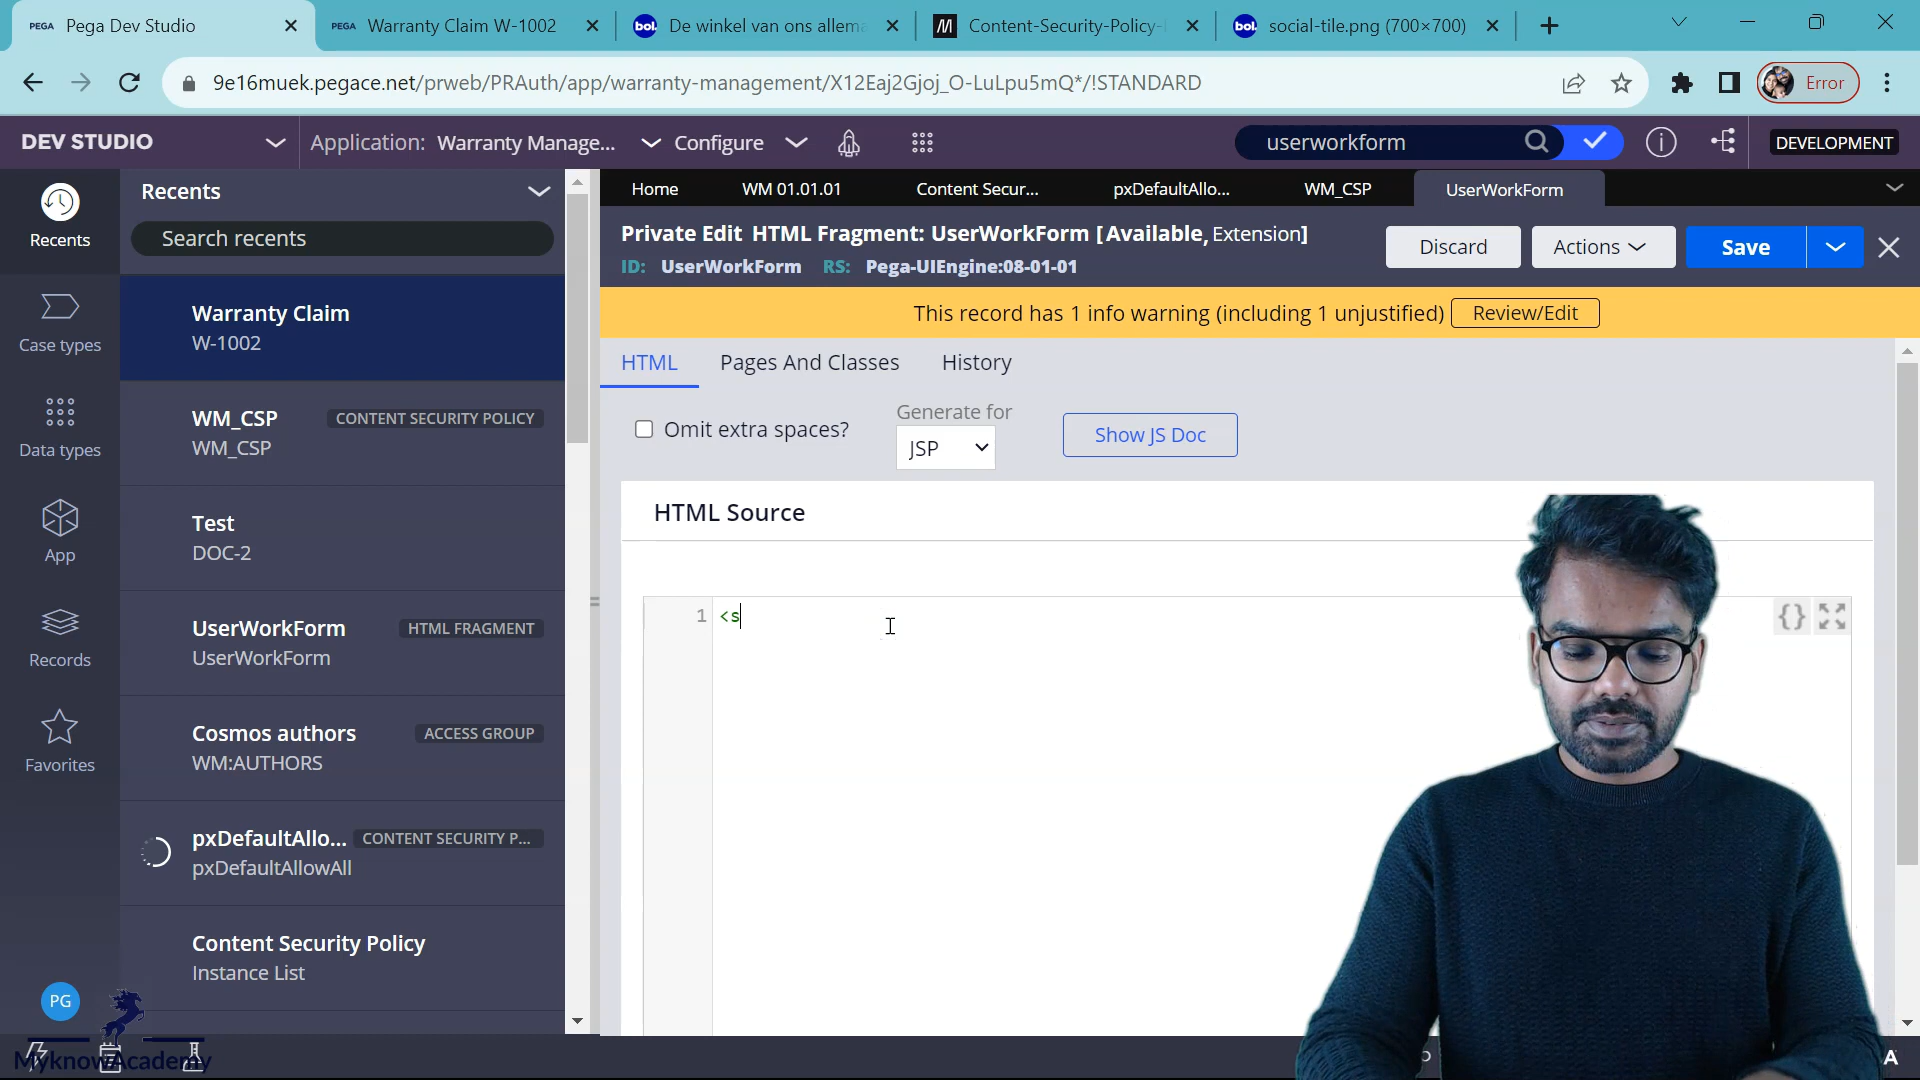 PEGA Pega Dev Studio
PEGA Warranty Claim W-1002
bol. De winkel van ons allema
Content-Security-Policy-
bol. social-tile.png (700×700)
9e16muek.pegace.net/prweb/PRAuth/app/warranty-management/X12Eaj2Gjoj_O-LuLpu5mQ*/!STANDARD
Error
DEV STUDIO
Application: Warranty Manage...
Configure
userworkform
DEVELOPMENT
Recents
Case types
Data types
App
Records
Favorites
PG
Recents
Search recents
Warranty Claim
W-1002
WM_CSP CONTENT SECURITY POLICY
WM_CSP
Test
DOC-2
UserWorkForm HTML FRAGMENT
UserWorkForm
Cosmos authors ACCESS GROUP
WM:AUTHORS
pxDefaultAllo... CONTENT SECURITY P...
pxDefaultAllowAll
Content Security Policy
Instance List
Home WM 01.01.01 Content Secur... pxDefaultAllo... WM_CSP UserWorkForm
Private Edit HTML Fragment: UserWorkForm [Available, Extension]
ID: UserWorkForm RS: Pega-UIEngine:08-01-01
Discard Actions Save
This record has 1 info warning (including 1 unjustified) Review/Edit
HTML Pages And Classes History
Omit extra spaces?
Generate for
JSP
Show JS Doc
HTML Source
1 <s
{}
MyknowAcademy
A